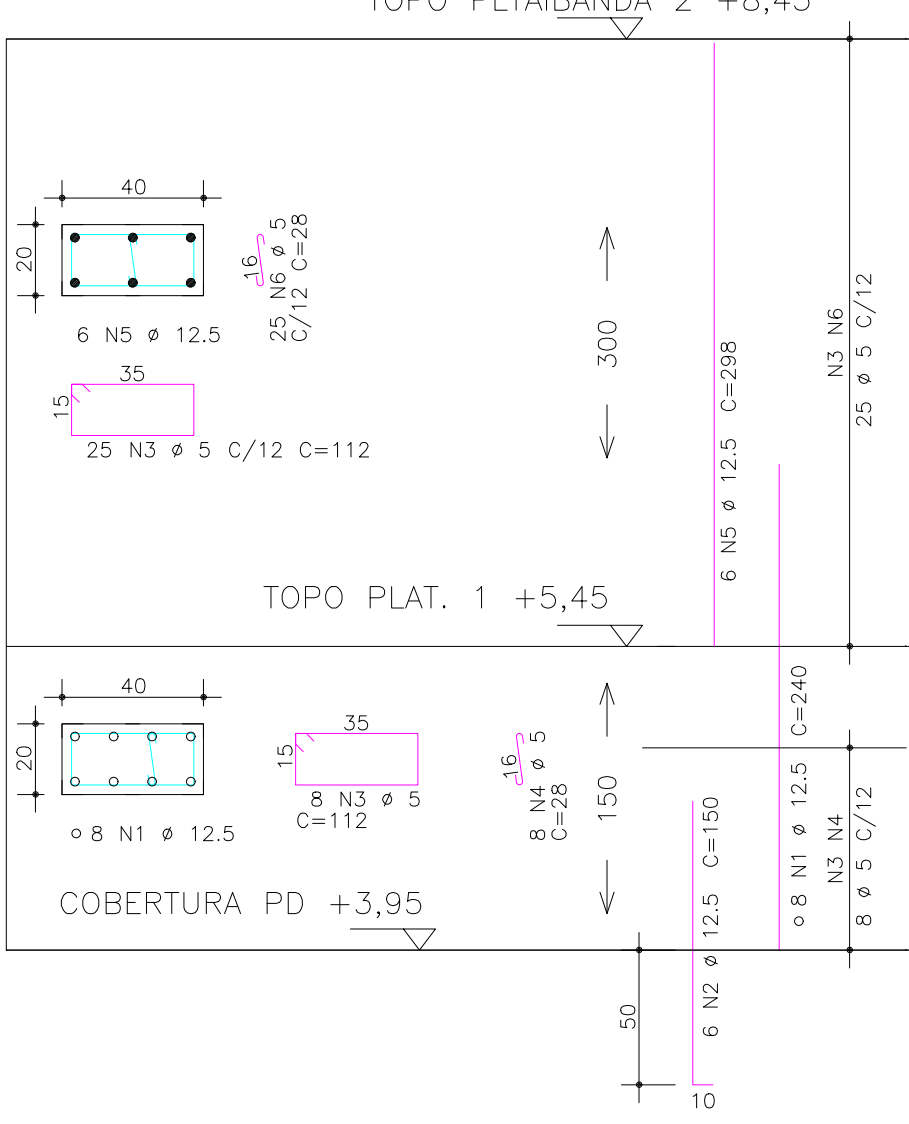 TOPO PLTAIBANDA 2 +8,45
40
20
16
25 N6 ø 5
C/12 C=28
6 N5 ø 12.5
35
15
25 N3 ø 5 C/12 C=112
300
6 N5 ø 12.5 C=298
N3 N6
25 ø 5 C/12
TOPO PLAT. 1 +5,45
40
20
8 N1 ø 12.5
35
15
8 N3 ø 5
C=112
16
8 N4 ø 5
C=28
150
6 N2 ø 12.5 C=150
8 N1 ø 12.5 C=240
N3 N4
8 ø 5 C/12
COBERTURA PD +3,95
50
10